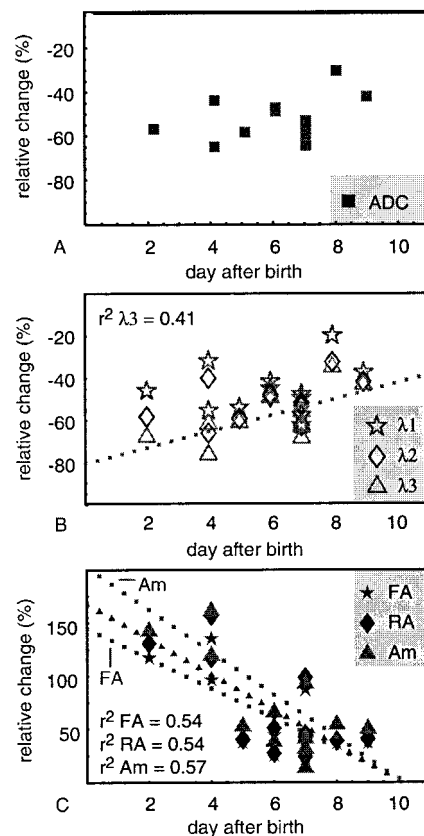 -20
-40
-60
-80
relative change (%)
ADC
A
2 4 6 8 10
day after birth
r² λ3 = 0.41
-20
-40
-60
-80
relative change (%)
λ1
λ2
λ3
B
2 4 6 8 10
day after birth
Am
FA
RA
Am
150
100
50
relative change (%)
FA
r² FA = 0.54
r² RA = 0.54
r² Am = 0.57
C
2 4 6 8 10
day after birth